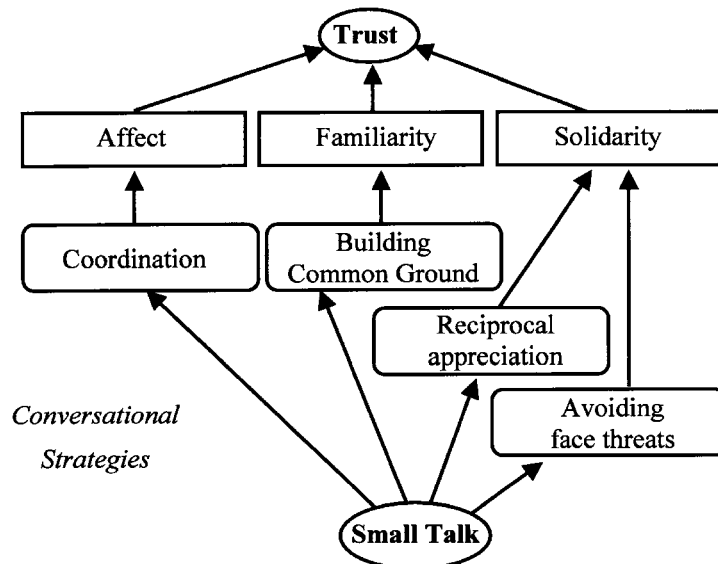 Trust
Affect
Familiarity
Solidarity
Coordination
Building
Common Ground
Reciprocal
appreciation
Avoiding
face threats
Conversational
Strategies
Small Talk